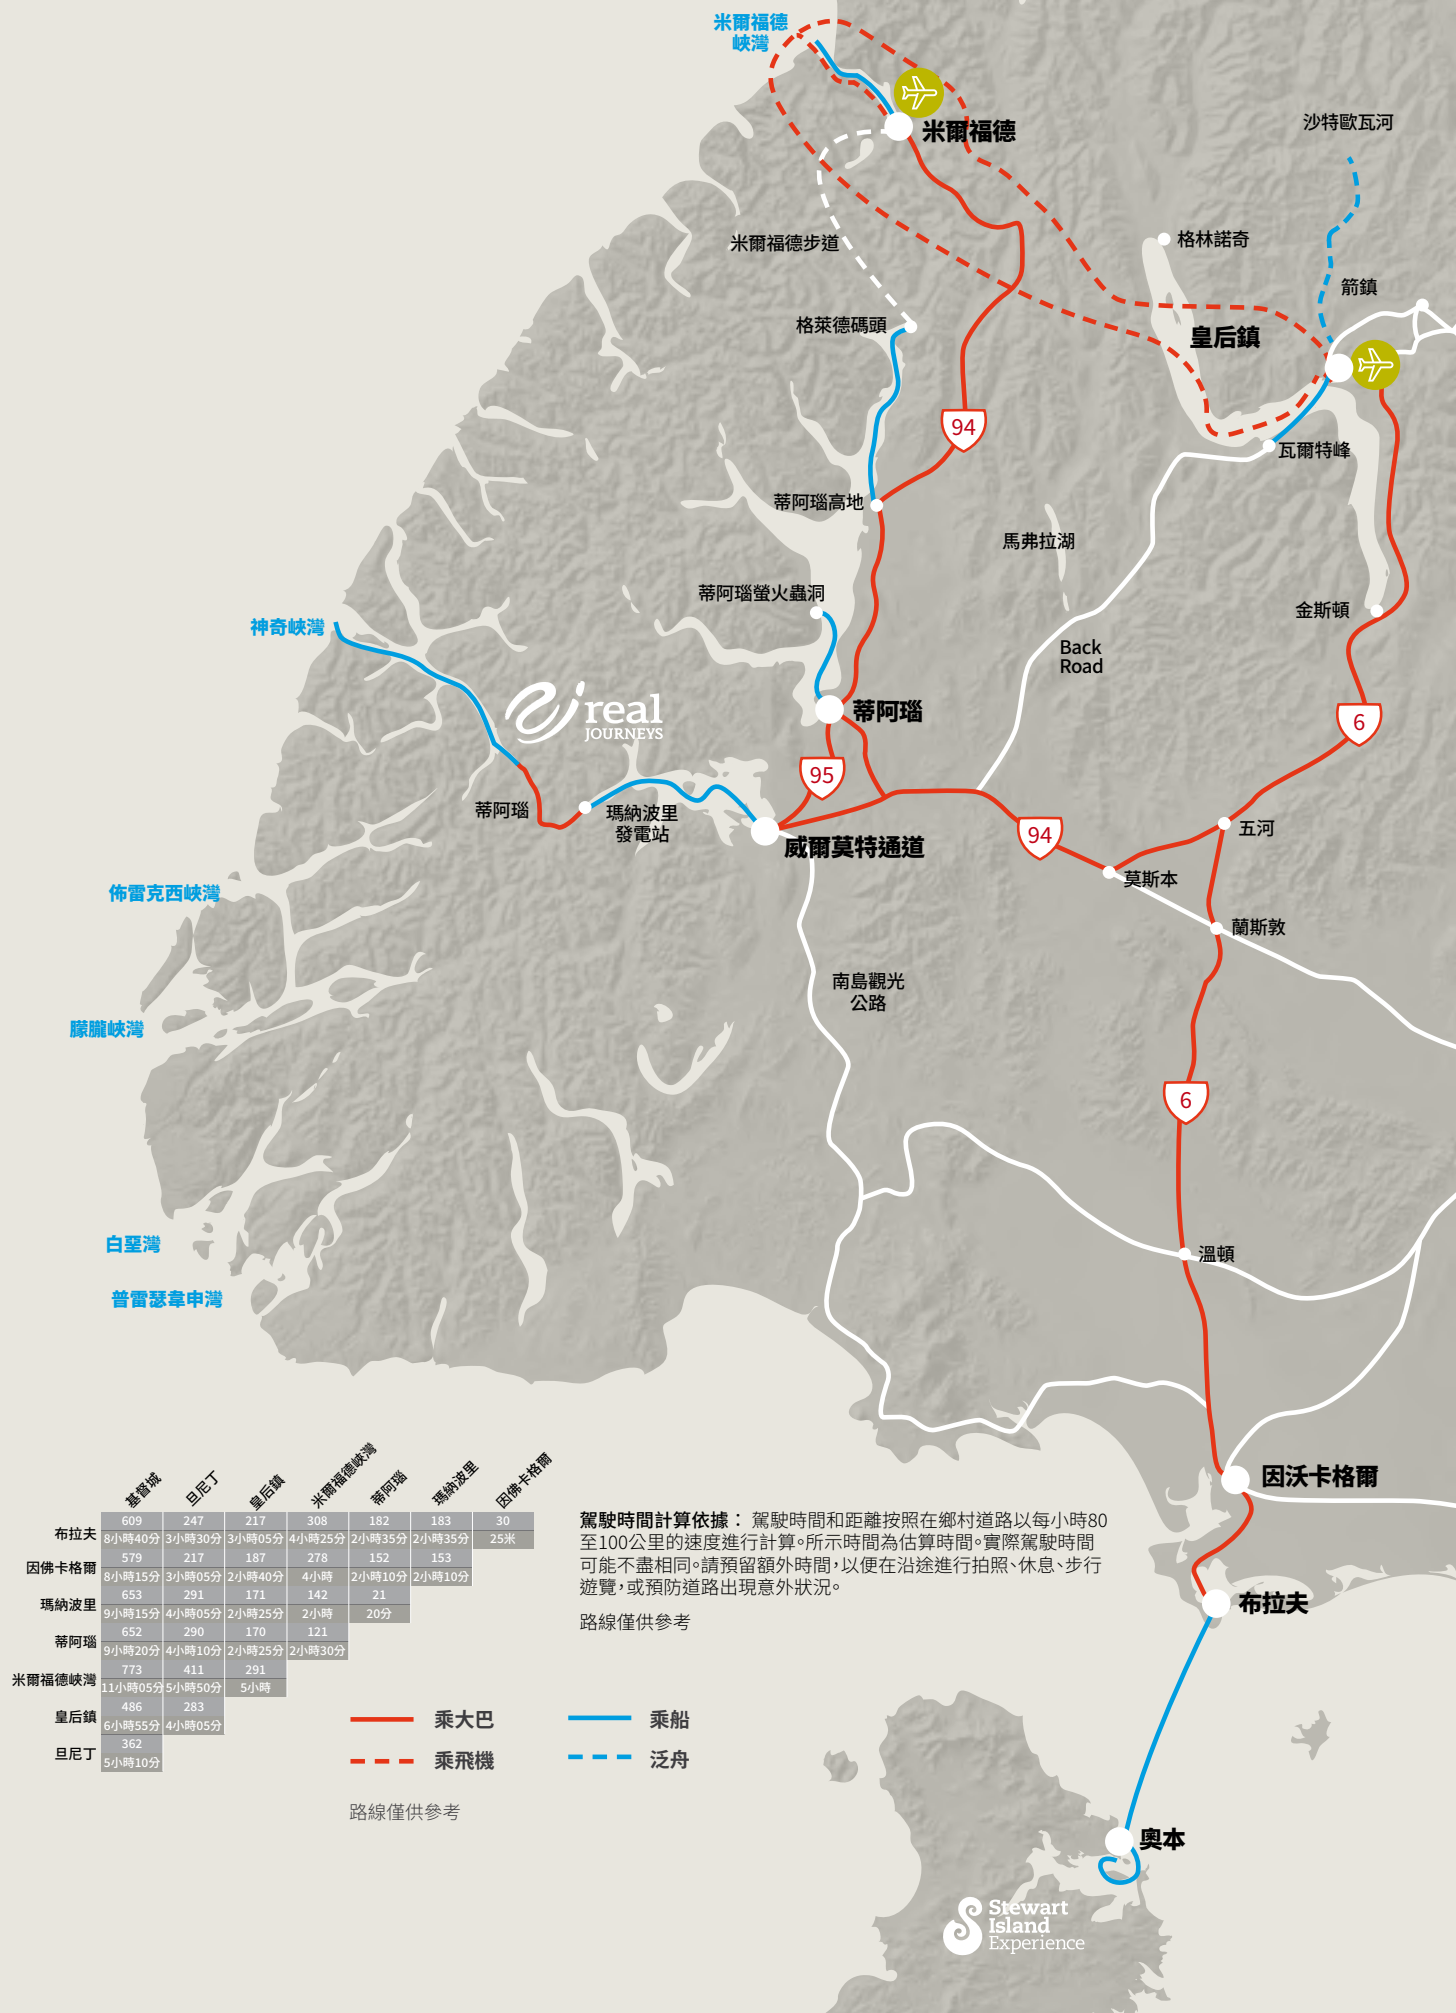 米爾福德
峽灣
米爾福德
沙特歐瓦河
米爾福德步道
格林諾奇
箭鎮
格萊德碼頭
皇后鎮
94
瓦爾特峰
蒂阿瑙高地
馬弗拉湖
蒂阿瑙螢火蟲洞
金斯頓
神奇峽灣
Back
Road
real
JOURNEYS
蒂阿瑙
6
95
蒂阿瑙
瑪納波里
發電站
94
五河
威爾莫特通道
莫斯本
佈雷克西峽灣
蘭斯敦
南島觀光
公路
朦朧峽灣
6
白堊灣
溫頓
普雷瑟韋申灣
因沃卡格爾
布拉夫
基督城 旦尼丁 皇后鎮 米爾福德峽灣 蒂阿瑙 瑪納波里 因佛卡格爾
609 247 217 308 182 183 30
布拉夫
8小時40分 3小時30分 3小時05分 4小時25分 2小時35分 2小時35分 25米
579 217 187 278 152 153
因佛卡格爾
8小時15分 3小時05分 2小時40分 4小時 2小時10分 2小時10分
653 291 171 142 21
瑪納波里
9小時15分 4小時05分 2小時25分 2小時 20分
652 290 170 121
蒂阿瑙
9小時20分 4小時10分 2小時25分 2小時30分
773 411 291
米爾福德峽灣
11小時05分 5小時50分 5小時
486 283
皇后鎮
6小時55分 4小時05分
362
旦尼丁
5小時10分
駕駛時間計算依據： 駕駛時間和距離按照在鄉村道路以每小時80
至100公里的速度進行計算。所示時間為估算時間。實際駕駛時間
可能不盡相同。請預留額外時間，以便在沿途進行拍照、休息、步行
遊覽，或預防道路出現意外狀況。
路線僅供參考
乘大巴
乘船
乘飛機
泛舟
路線僅供參考
奧本
Stewart
Island
Experience